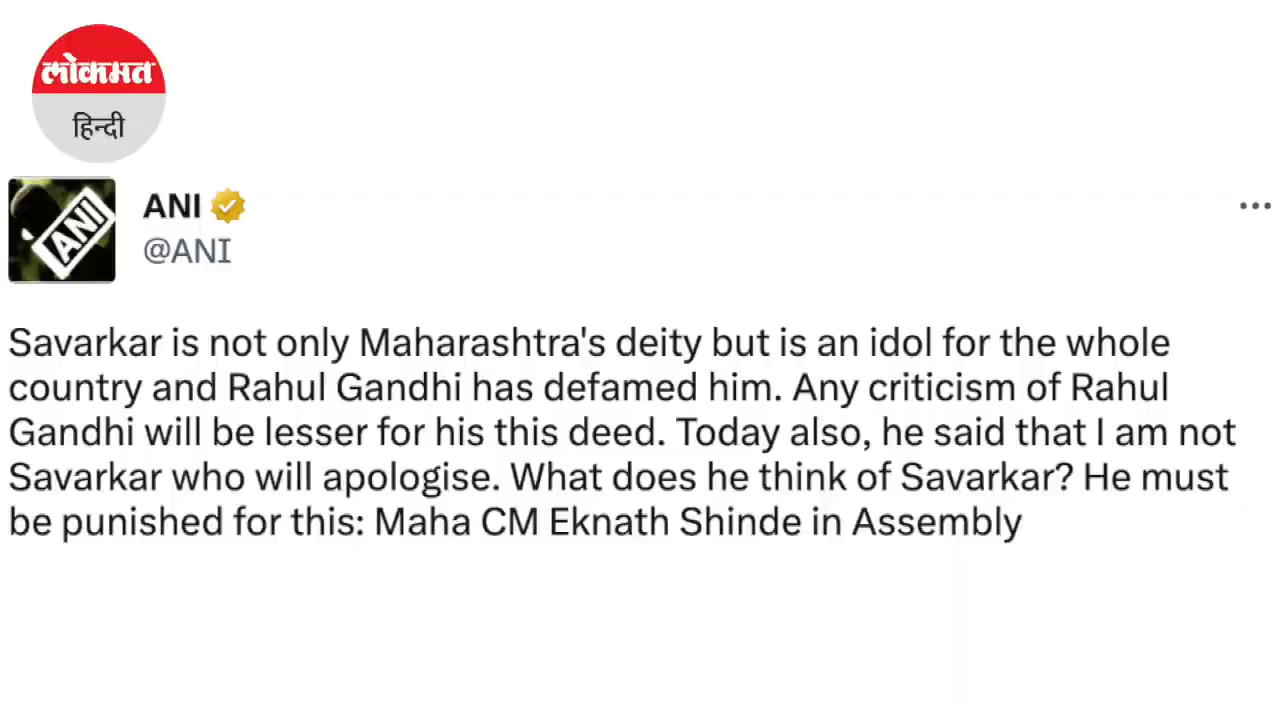 लोकमत
हिन्दी
ANI
ANI
@ANI
Savarkar is not only Maharashtra's deity but is an idol for the whole
country and Rahul Gandhi has defamed him. Any criticism of Rahul
Gandhi will be lesser for his this deed. Today also, he said that I am not
Savarkar who will apologise. What does he think of Savarkar? He must
be punished for this: Maha CM Eknath Shinde in Assembly